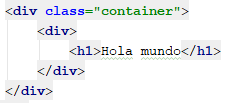 <div class="container">
<div>
<h1>Hola mundo</h1>
</div>
</div>